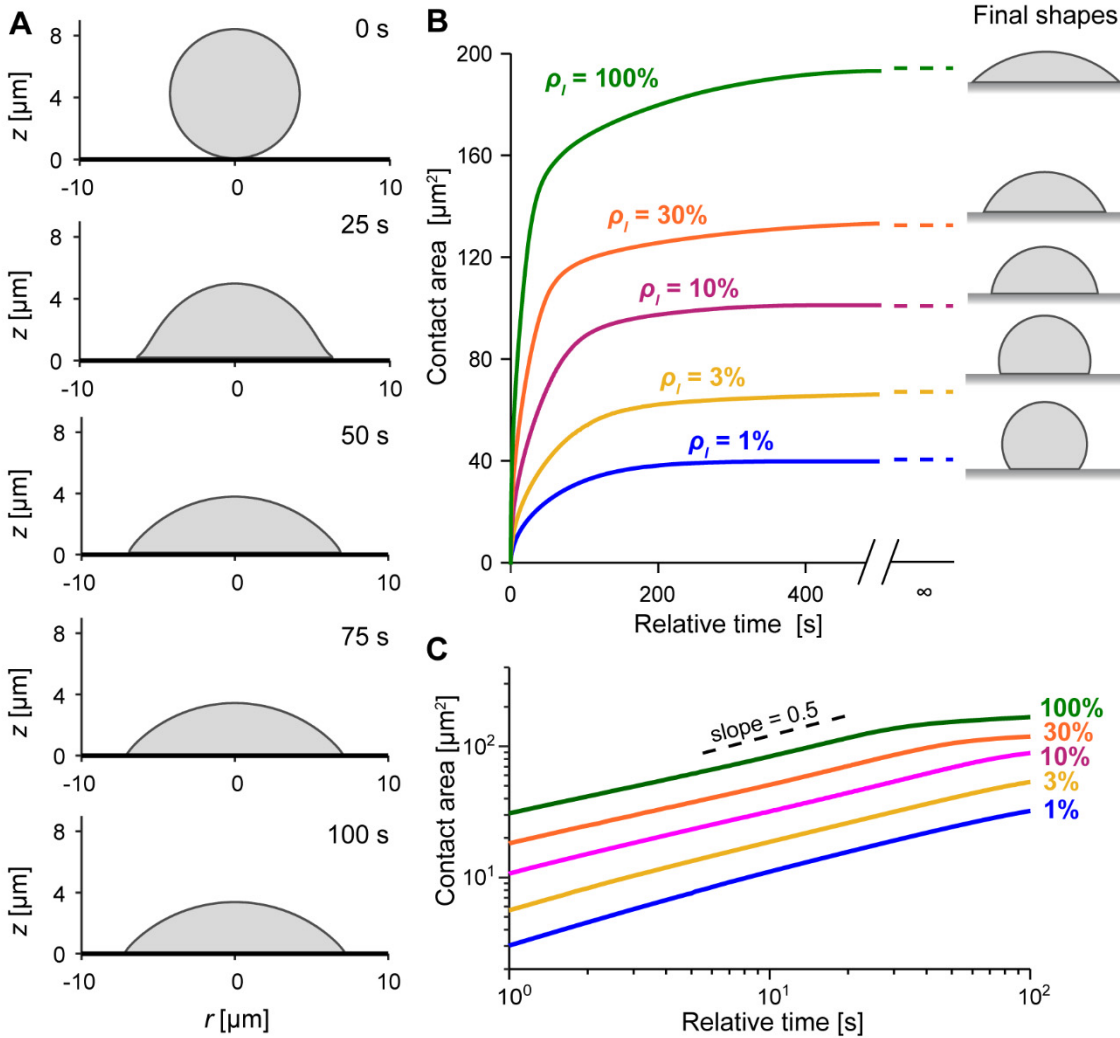 A
0 s
z [µm]
8
4
0
-10 0 10
25 s
z [µm]
8
4
0
-10 0 10
50 s
z [µm]
8
4
0
-10 0 10
75 s
z [µm]
8
4
0
-10 0 10
100 s
z [µm]
8
4
0
-10 0 10
r [µm]
B
Final shapes
Contact area [µm²]
200
160
120
80
40
0
ρl = 100%
ρl = 30%
ρl = 10%
ρl = 3%
ρl = 1%
0 200 400 ∞
Relative time [s]
C
Contact area [µm²]
10²
10¹
slope = 0.5
100%
30%
10%
3%
1%
10⁰ 10¹ 10²
Relative time [s]